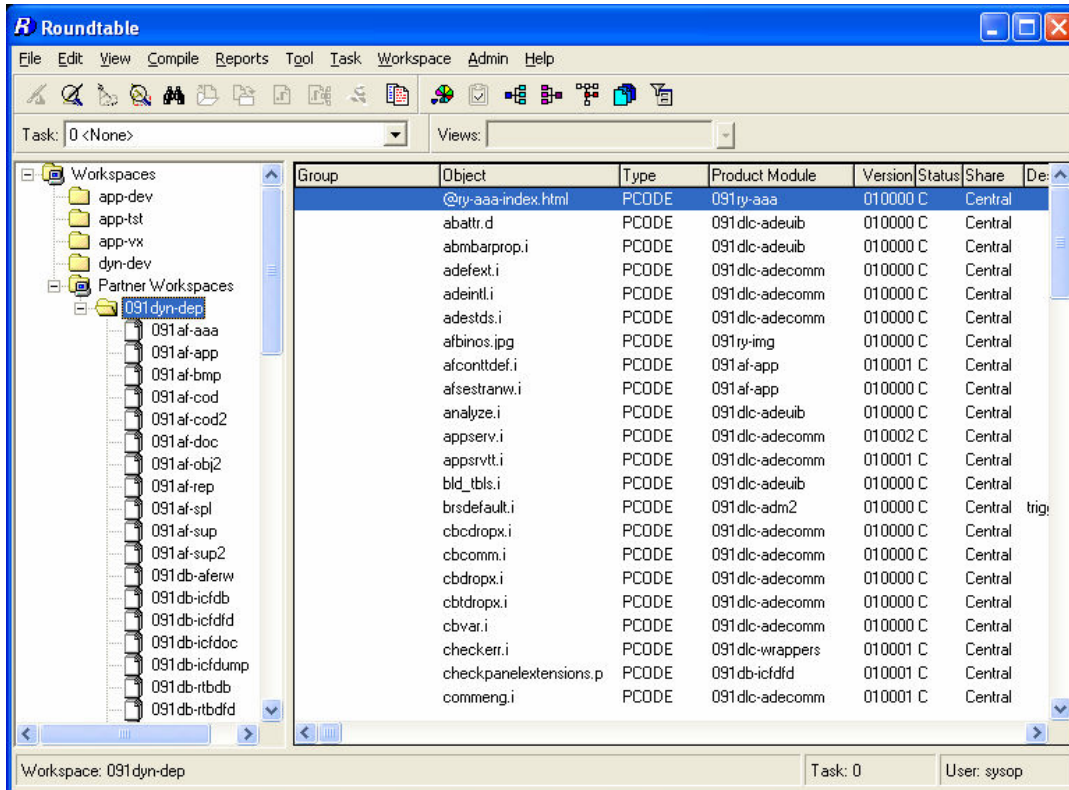 Roundtable
File Edit View Compile Reports Tool Task Workspace Admin Help
Task: 0 <None> Views:
Workspaces
app-dev
app-tst
app-vx
dyn-dev
Partner Workspaces
091dyn-dep
091af-aaa
091af-app
091af-bmp
091af-cod
091af-cod2
091af-doc
091af-obj2
091af-rep
091af-spl
091af-sup
091af-sup2
091db-aferw
091db-icfdb
091db-icfdfd
091db-icfdoc
091db-icfdump
091db-rtbdb
091db-rtbdfd
Group Object Type Product Module Version Status Share De
@ry-aaa-index.html PCODE 091ry-aaa 010000 C Central
abattr.d PCODE 091dlc-adeuib 010000 C Central
abmbarprop.i PCODE 091dlc-adeuib 010000 C Central
adefext.i PCODE 091dlc-adecomm 010000 C Central
adeintl.i PCODE 091dlc-adecomm 010000 C Central
adestds.i PCODE 091dlc-adecomm 010000 C Central
afbinos.jpg PCODE 091ry-img 010000 C Central
afconttdef.i PCODE 091af-app 010001 C Central
afsestranw.i PCODE 091af-app 010000 C Central
analyze.i PCODE 091dlc-adeuib 010000 C Central
appserv.i PCODE 091dlc-adecomm 010002 C Central
appsrvtt.i PCODE 091dlc-adecomm 010001 C Central
bld_tbls.i PCODE 091dlc-adeuib 010000 C Central
brsdefault.i PCODE 091dlc-adm2 010000 C Central trig
cbcdropx.i PCODE 091dlc-adecomm 010000 C Central
cbcomm.i PCODE 091dlc-adecomm 010000 C Central
cbdropx.i PCODE 091dlc-adecomm 010000 C Central
cbtdropx.i PCODE 091dlc-adecomm 010000 C Central
cbvar.i PCODE 091dlc-adecomm 010000 C Central
checkerr.i PCODE 091dlc-wrappers 010001 C Central
checkpanelextensions.p PCODE 091db-icfdfd 010001 C Central
commeng.i PCODE 091dlc-adecomm 010001 C Central
Workspace: 091dyn-dep Task: 0 User: sysop